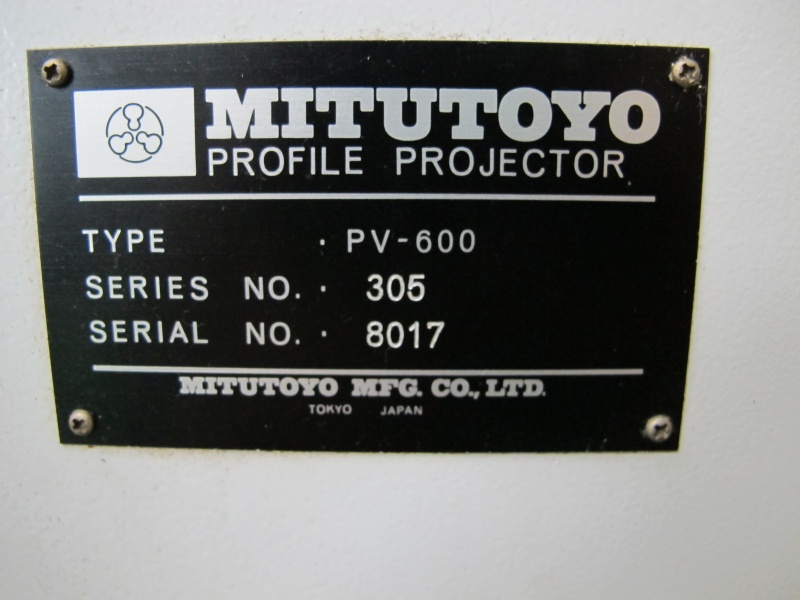 MITUTOYO
PROFILE PROJECTOR
TYPE · PV-600
SERIES NO. · 305
SERIAL NO. · 8017
MITUTOYO MFG. CO., LTD.
TOKYO JAPAN